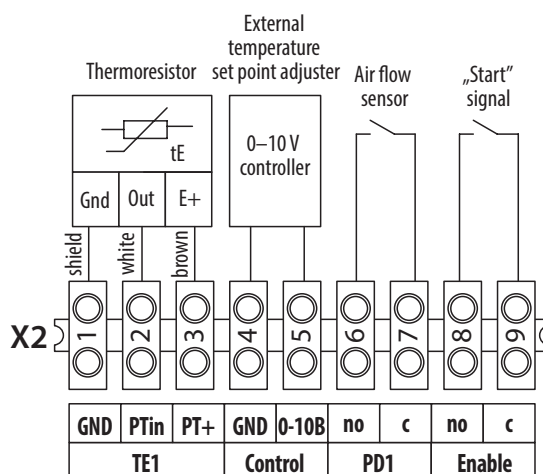 External
temperature
set point adjuster
Thermoresistor
Air flow
sensor
„Start”
signal
tE
0–10 V
controller
Gnd Out E+
shield white brown
X2 1 2 3 4 5 6 7 8 9
GND PTin PT+ GND 0-10B no c no c
TE1 Control PD1 Enable